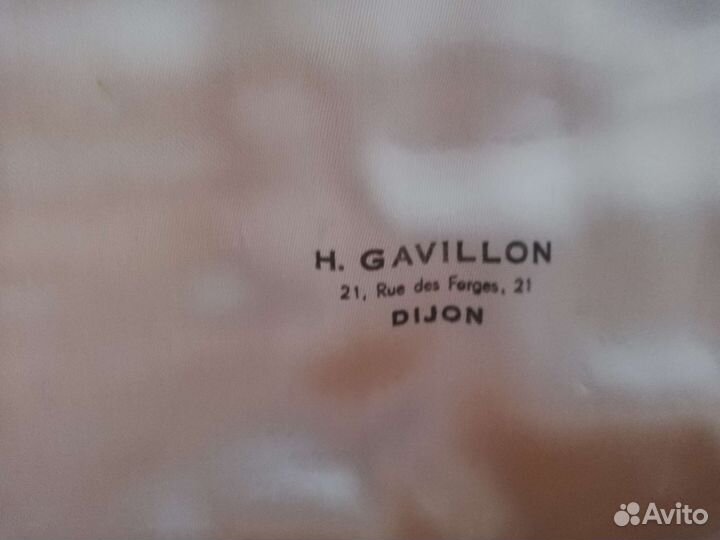 H. GAVILLON
21, Rue des Forges, 21
DIJON
Avito